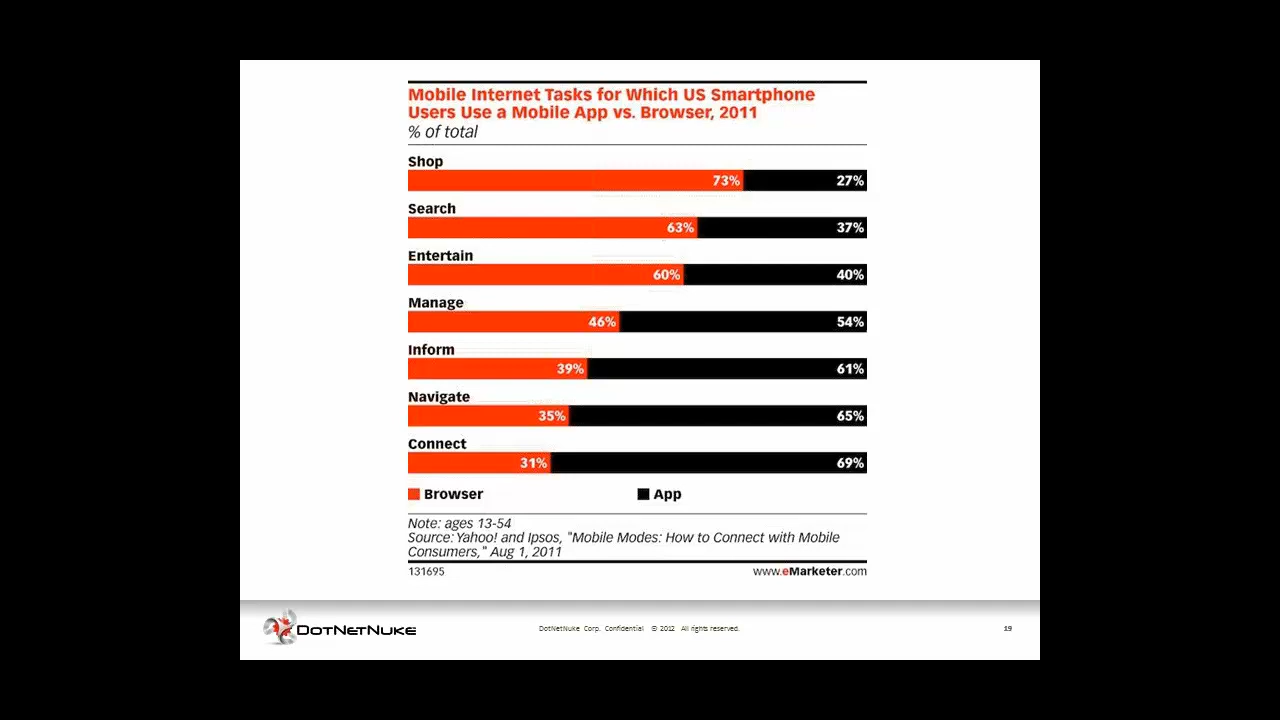 Mobile Internet Tasks for Which US Smartphone
Users Use a Mobile App vs. Browser, 2011
% of total
Shop
73% 27%
Search
63% 37%
Entertain
60% 40%
Manage
46% 54%
Inform
39% 61%
Navigate
35% 65%
Connect
31% 69%
Browser App
Note: ages 13-54
Source: Yahoo! and Ipsos, "Mobile Modes: How to Connect with Mobile
Consumers," Aug 1, 2011
131695 www.eMarketer.com
DotNetNuke DotNetNuke Corp. Confidential © 2012 All rights reserved. 19